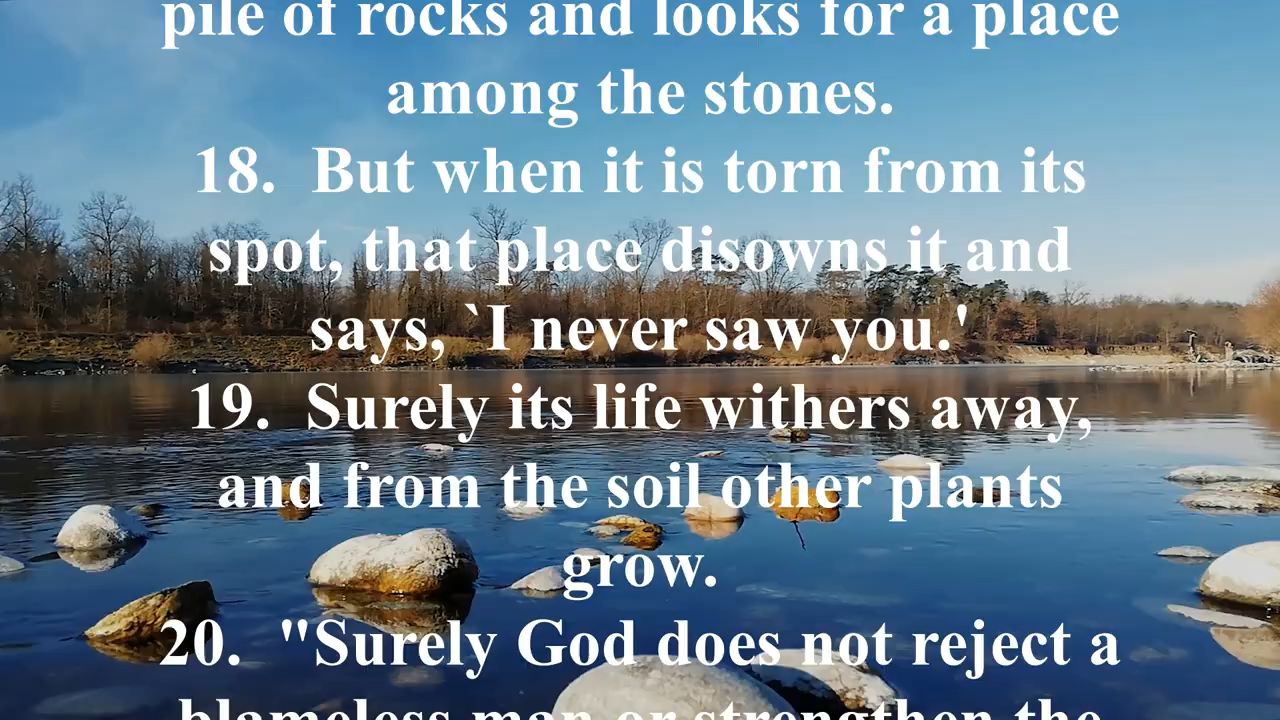 pile of rocks and looks for a place
among the stones.
18.  But when it is torn from its
spot, that place disowns it and
says, `I never saw you.'
19.  Surely its life withers away,
and from the soil other plants
grow.
20.  "Surely God does not reject a
blameless man or strengthen the